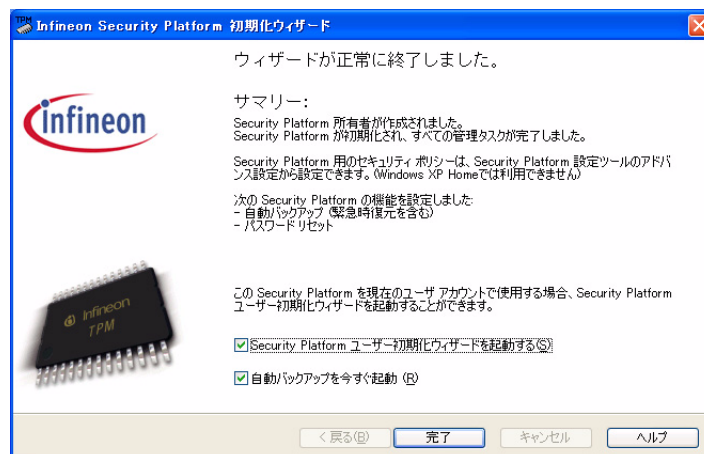 TPM
Infineon Security Platform 初期化ウィザード
ウィザードが正常に終了しました。
infineon
サマリー:
Security Platform 所有者が作成されました。
Security Platform が初期化され、すべての管理タスクが完了しました。
Security Platform 用のセキュリティ ポリシーは、Security Platform 設定ツールのアドバ
ンス設定から設定できます。(Windows XP Homeでは利用できません)
次の Security Platform の機能を設定しました:
- 自動バックアップ (緊急時復元を含む)
- パスワード リセット
Infineon
TPM
この Security Platform を現在のユーザ アカウントで使用する場合、Security Platform
ユーザー初期化ウィザードを起動することができます。
Security Platform ユーザー初期化ウィザードを起動する(S)
自動バックアップを今すぐ起動 (R)
< 戻る(B)
完了
キャンセル
ヘルプ